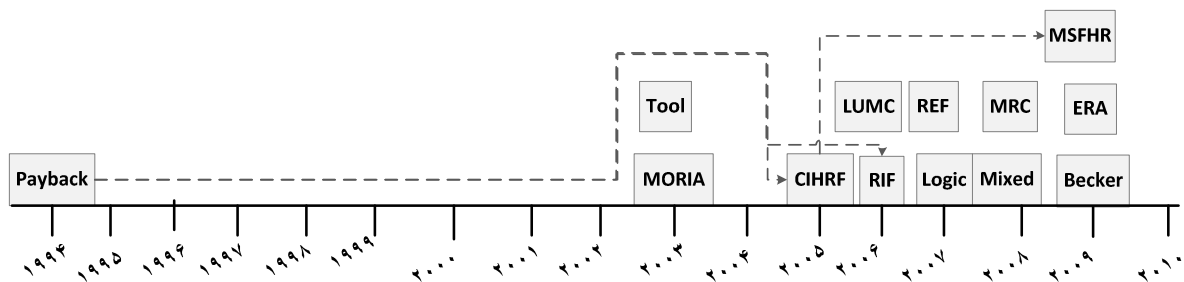 MSFHR
Tool
LUMC
REF
MRC
ERA
Payback
MORIA
CIHRF
RIF
Logic
Mixed
Becker
۱۹۹۴
۱۹۹۵
۱۹۹۶
۱۹۹۷
۱۹۹۸
۱۹۹۹
۲۰۰۰
۲۰۰۱
۲۰۰۲
۲۰۰۳
۲۰۰۴
۲۰۰۵
۲۰۰۶
۲۰۰۷
۲۰۰۸
۲۰۰۹
۲۰۱۰